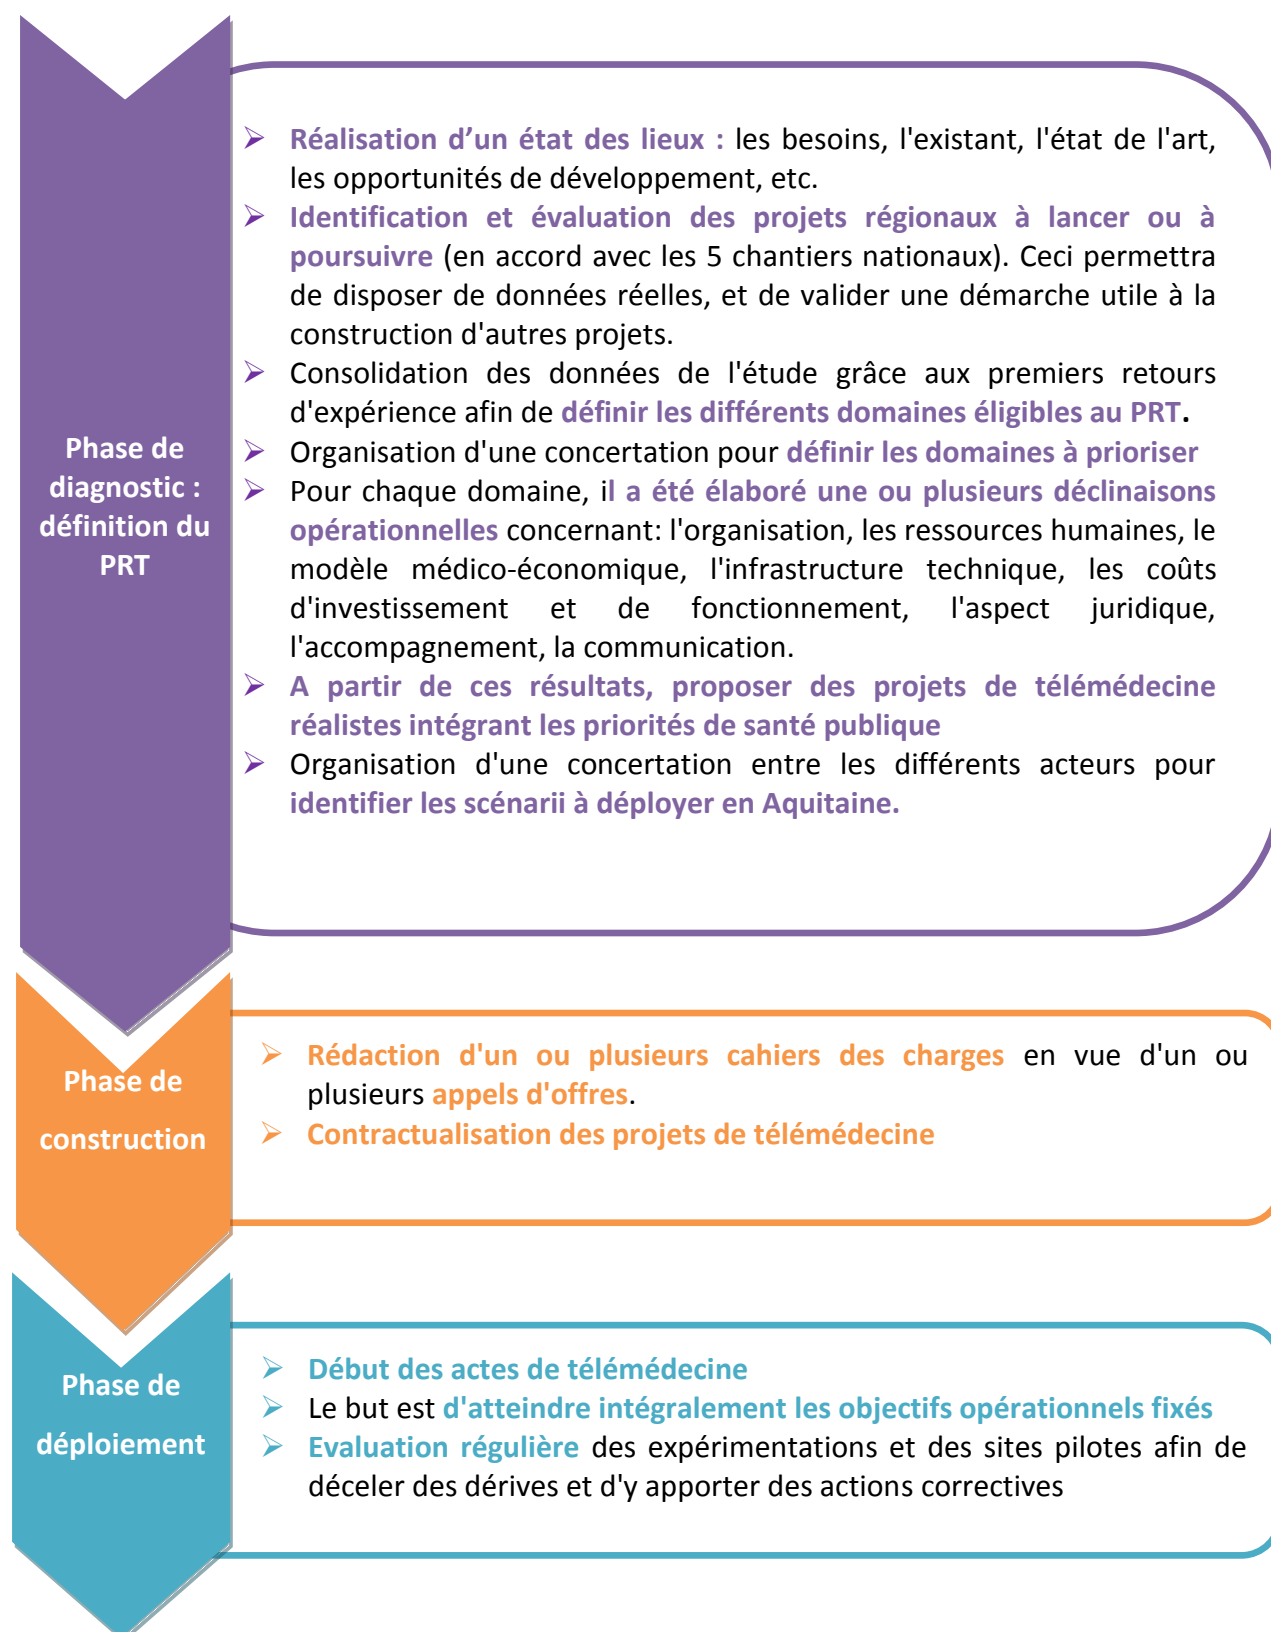 Phase de
diagnostic :
définition du
PRT
➢ Réalisation d’un état des lieux : les besoins, l'existant, l'état de l'art,
les opportunités de développement, etc.
➢ Identification et évaluation des projets régionaux à lancer ou à
poursuivre (en accord avec les 5 chantiers nationaux). Ceci permettra
de disposer de données réelles, et de valider une démarche utile à la
construction d'autres projets.
➢ Consolidation des données de l'étude grâce aux premiers retours
d'expérience afin de définir les différents domaines éligibles au PRT.
➢ Organisation d'une concertation pour définir les domaines à prioriser
➢ Pour chaque domaine, il a été élaboré une ou plusieurs déclinaisons
opérationnelles concernant: l'organisation, les ressources humaines, le
modèle médico-économique, l'infrastructure technique, les coûts
d'investissement et de fonctionnement, l'aspect juridique,
l'accompagnement, la communication.
➢ A partir de ces résultats, proposer des projets de télémédecine
réalistes intégrant les priorités de santé publique
➢ Organisation d'une concertation entre les différents acteurs pour
identifier les scénarii à déployer en Aquitaine.
Phase de
construction
➢ Rédaction d'un ou plusieurs cahiers des charges en vue d'un ou
plusieurs appels d'offres.
➢ Contractualisation des projets de télémédecine
Phase de
déploiement
➢ Début des actes de télémédecine
➢ Le but est d'atteindre intégralement les objectifs opérationnels fixés
➢ Evaluation régulière des expérimentations et des sites pilotes afin de
déceler des dérives et d'y apporter des actions correctives